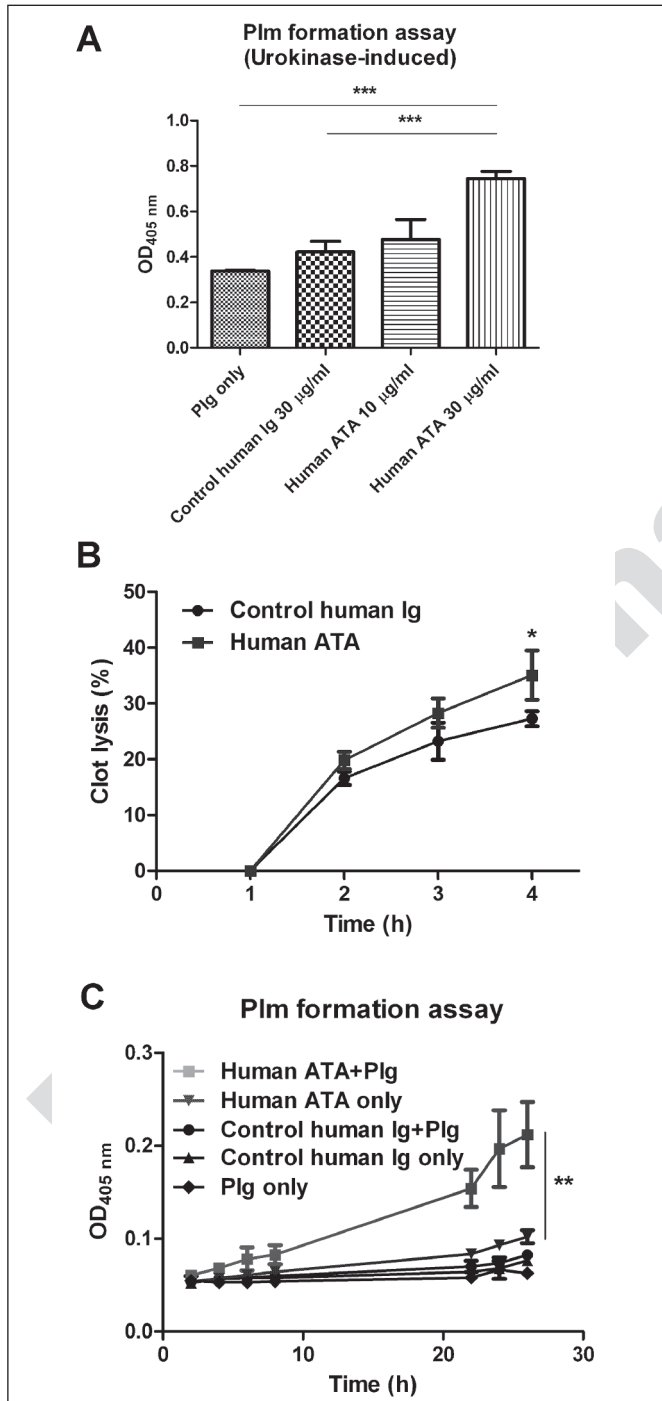 A
Plm formation assay
(Urokinase-induced)
***
***
1.0
0.8
0.6
0.4
0.2
0.0
OD405 nm
Plg only
Control human Ig 30 μg/ml
Human ATA 10 μg/ml
Human ATA 30 μg/ml
B
50
40
30
20
10
0
Clot lysis (%)
Control human Ig
Human ATA
*
0 1 2 3 4
Time (h)
C
Plm formation assay
0.3
0.2
0.1
0.0
OD405 nm
Human ATA+Plg
Human ATA only
Control human Ig+Plg
Control human Ig only
Plg only
**
0 10 20 30
Time (h)